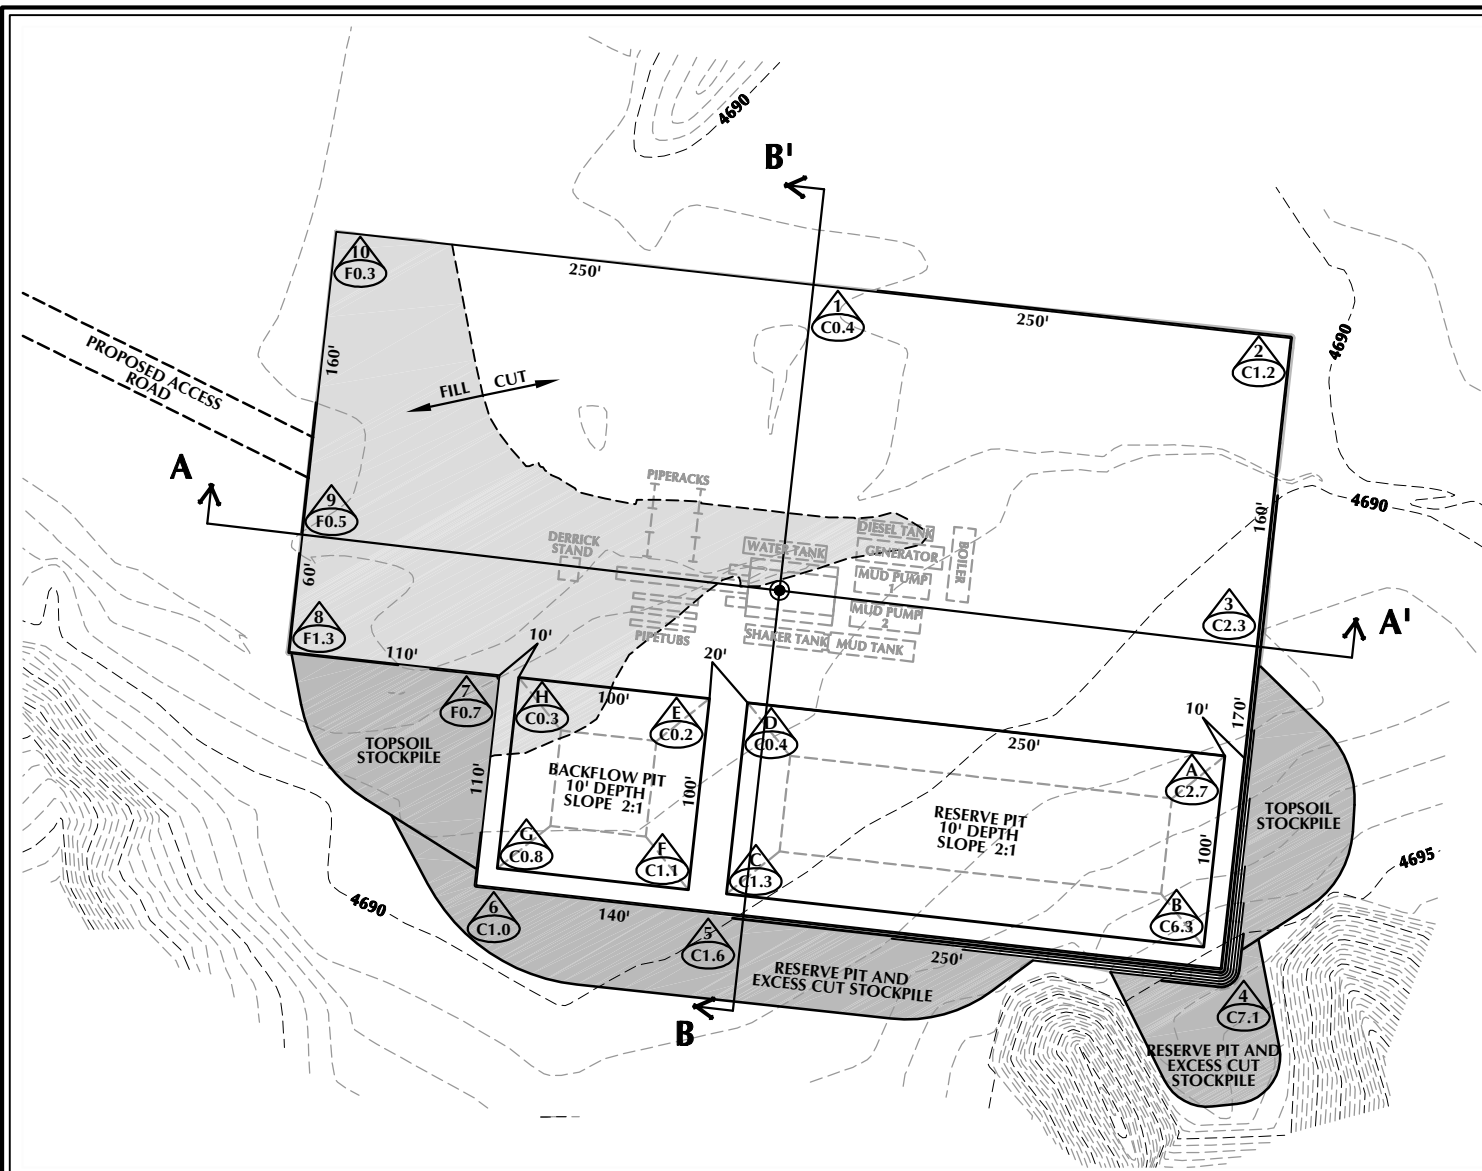 4690
B'
10
F0.3
250'
1
C0.4
250'
2
C1.2
4690
160'
PROPOSED ACCESS
ROAD
FILL CUT
A
9
F0.5
PIPERACKS
4690
160'
DERRICK
STAND
WATER TANK
DIESEL TANK
GENERATOR
BOILER
MUD PUMP
1
MUD PUMP
2
60'
8
F1.3
PIPETUBS
SHAKER TANK
MUD TANK
3
C2.3
A'
110'
10'
20'
7
F0.7
H
C0.3
100'
E
C0.2
D
C0.4
250'
10'
170'
TOPSOIL
STOCKPILE
110'
BACKFLOW PIT
10' DEPTH
SLOPE 2:1
100'
A
C2.7
RESERVE PIT
10' DEPTH
SLOPE 2:1
TOPSOIL
STOCKPILE
G
C0.8
F
C1.1
C
C1.3
100'
4695
4690
6
C1.0
140'
5
C1.6
B
C6.3
250'
RESERVE PIT AND
EXCESS CUT STOCKPILE
4
C7.1
B
RESERVE PIT AND
EXCESS CUT
STOCKPILE